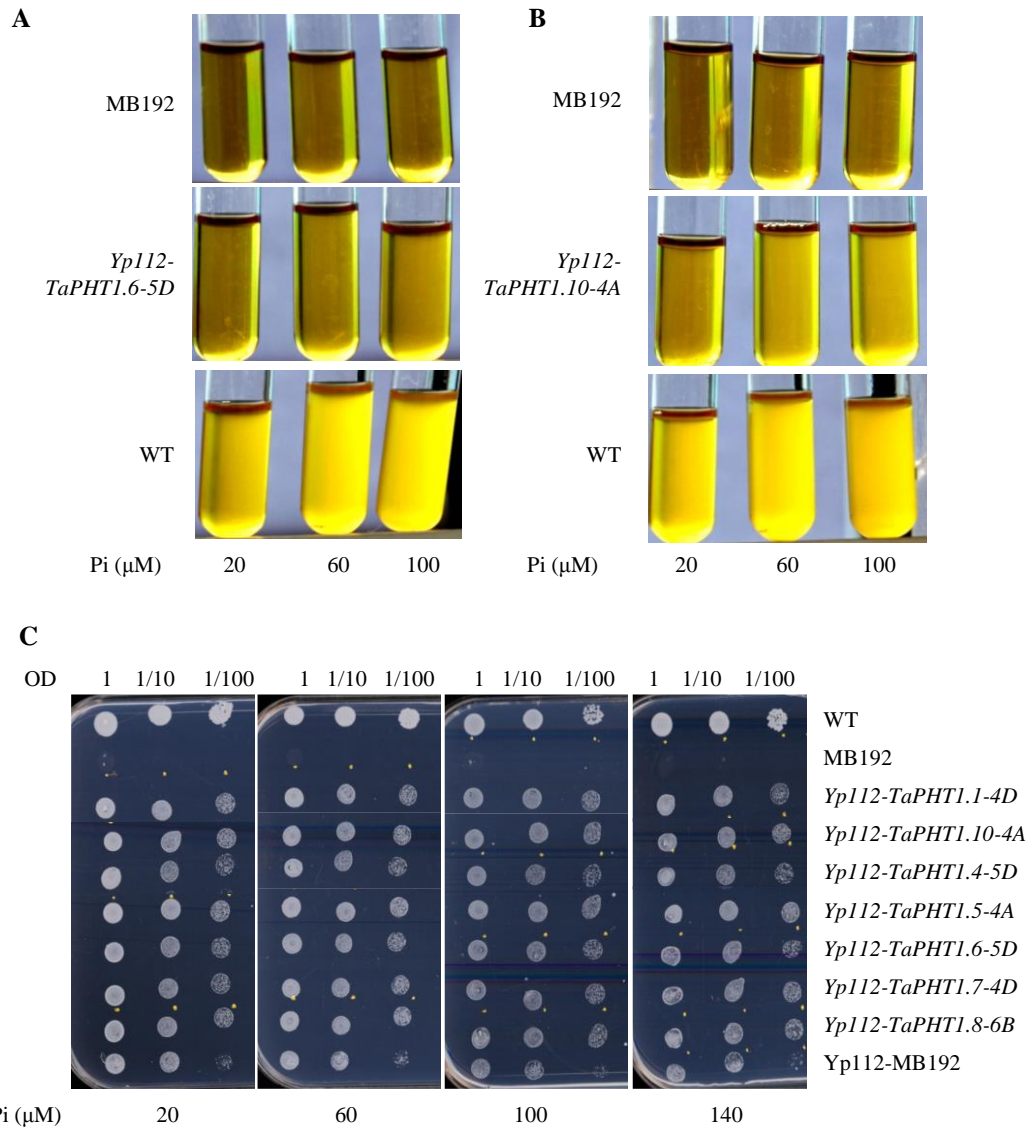 A
B
MB192
MB192
Yp112-
TaPHT1.6-5D
Yp112-
TaPHT1.10-4A
WT
WT
Pi (μM) 20 60 100
Pi (μM) 20 60 100
C
OD 1 1/10 1/100 1 1/10 1/100 1 1/10 1/100 1 1/10 1/100
WT
MB192
Yp112-TaPHT1.1-4D
Yp112-TaPHT1.10-4A
Yp112-TaPHT1.4-5D
Yp112-TaPHT1.5-4A
Yp112-TaPHT1.6-5D
Yp112-TaPHT1.7-4D
Yp112-TaPHT1.8-6B
Yp112-MB192
Pi (μM) 20 60 100 140